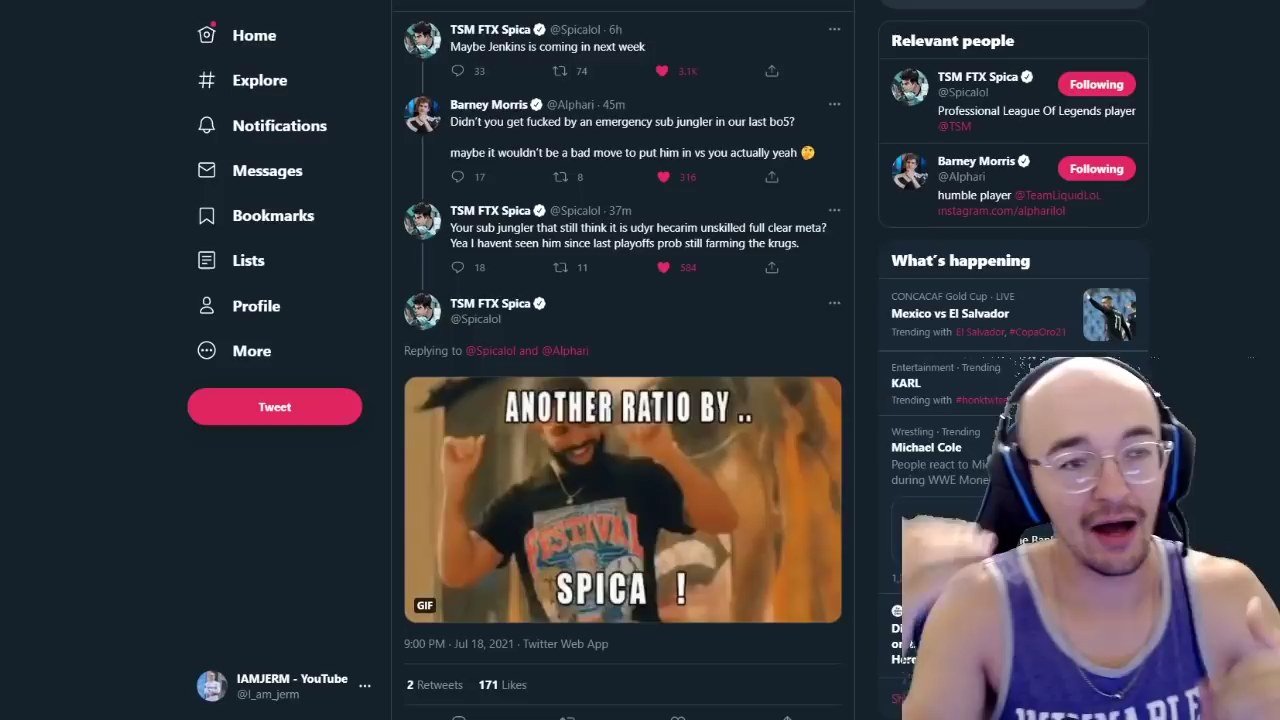 Home
Explore
Notifications
Messages
Bookmarks
Lists
Profile
More
Tweet
IAMJERM - YouTube
@I_am_jerm
TSM FTX Spica @Spicalol · 6h
Maybe Jenkins is coming in next week
33 74 3.1K
Barney Morris @Alphari · 45m
Didn't you get fucked by an emergency sub jungler in our last bo5?
maybe it wouldn't be a bad move to put him in vs you actually yeah 🤔
17 8 316
TSM FTX Spica @Spicalol · 37m
Your sub jungler that still think it is udyr hecarim unskilled full clear meta?
Yea I havent seen him since last playoffs prob still farming the krugs.
18 11 584
TSM FTX Spica
@Spicalol
Replying to @Spicalol and @Alphari
ANOTHER RATIO BY ..
FESTIVAL
SPICA !
GIF
9:00 PM · Jul 18, 2021 · Twitter Web App
2 Retweets 171 Likes
Relevant people
TSM FTX Spica
@Spicalol
Following
Professional League Of Legends player
@TSM
Barney Morris
@Alphari
Following
humble player @TeamLiquidLoL
instagram.com/alpharilol
What's happening
CONCACAF Gold Cup · LIVE
Mexico vs El Salvador
Trending with El Salvador, #CopaOro21
Entertainment · Trending
KARL
Trending with
Wrestling · Trending
Michael Cole
People react to
during WWE